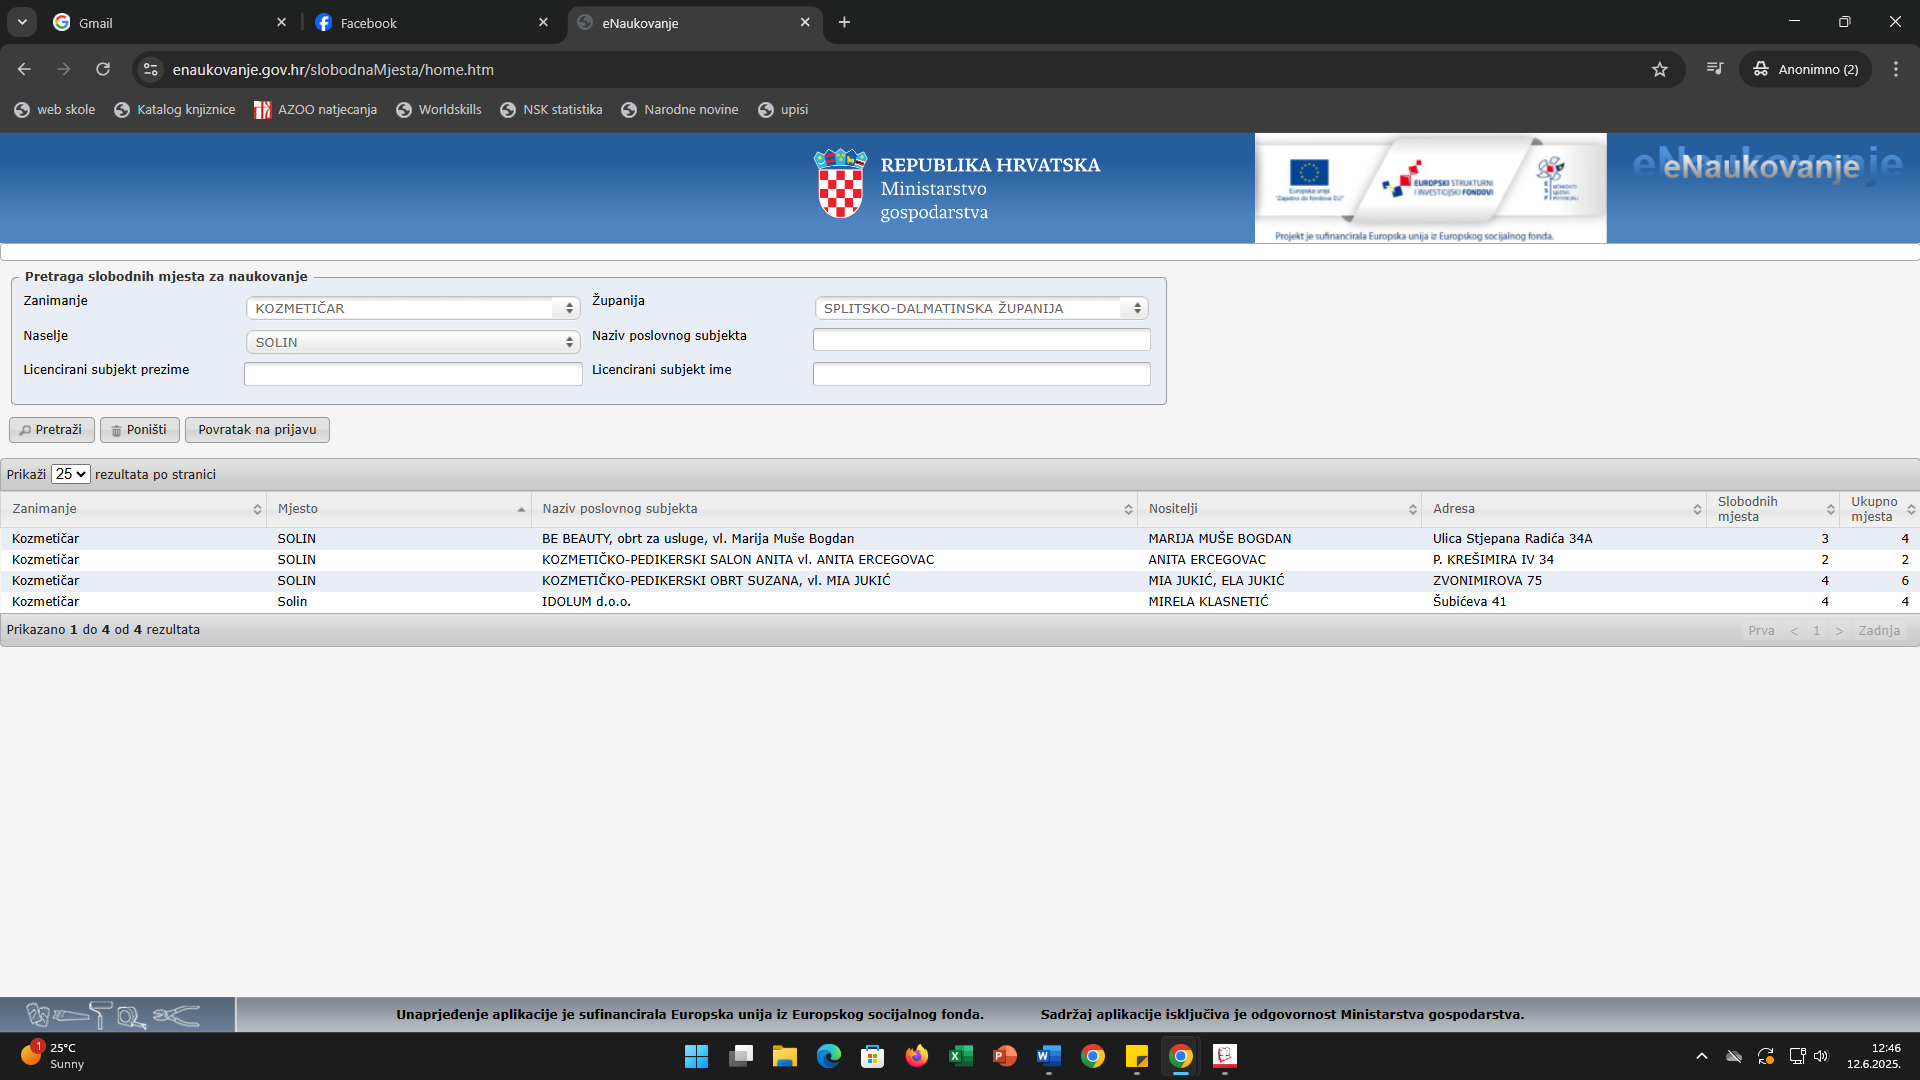 Gmail
Facebook
eNaukovanje
enaukovanje.gov.hr/slobodnaMjesta/home.htm
Anonimno (2)
web skole
Katalog knjiznice
AZOO natjecanja
Worldskills
NSK statistika
Narodne novine
upisi
REPUBLIKA HRVATSKA
Ministarstvo
gospodarstva
Europska unija
"Zajedno do fondova EU"
EUROPSKI STRUKTURNI
I INVESTICIJSKI FONDOVI
Projekt je sufinancirala Europska unija iz Europskog socijalnog fonda.
eNaukovanje
Pretraga slobodnih mjesta za naukovanje
Zanimanje KOZMETIČAR Županija SPLITSKO-DALMATINSKA ŽUPANIJA
Naselje SOLIN Naziv poslovnog subjekta
Licencirani subjekt prezime Licencirani subjekt ime
Pretraži Poništi Povratak na prijavu
Prikaži 25 rezultata po stranici
Zanimanje Mjesto Naziv poslovnog subjekta Nositelji Adresa Slobodnih mjesta Ukupno mjesta
Kozmetičar SOLIN BE BEAUTY, obrt za usluge, vl. Marija Muše Bogdan MARIJA MUŠE BOGDAN Ulica Stjepana Radića 34A 3 4
Kozmetičar SOLIN KOZMETIČKO-PEDIKERSKI SALON ANITA vl. ANITA ERCEGOVAC ANITA ERCEGOVAC P. KREŠIMIRA IV 34 2 2
Kozmetičar SOLIN KOZMETIČKO-PEDIKERSKI OBRT SUZANA, vl. MIA JUKIĆ MIA JUKIĆ, ELA JUKIĆ ZVONIMIROVA 75 4 6
Kozmetičar Solin IDOLUM d.o.o. MIRELA KLASNETIĆ Šubićeva 41 4 4
Prikazano 1 do 4 od 4 rezultata
Prva < 1 > Zadnja
Unaprjeđenje aplikacije je sufinancirala Europska unija iz Europskog socijalnog fonda. Sadržaj aplikacije isključiva je odgovornost Ministarstva gospodarstva.
1
25°C
Sunny
12:46
12.6.2025.